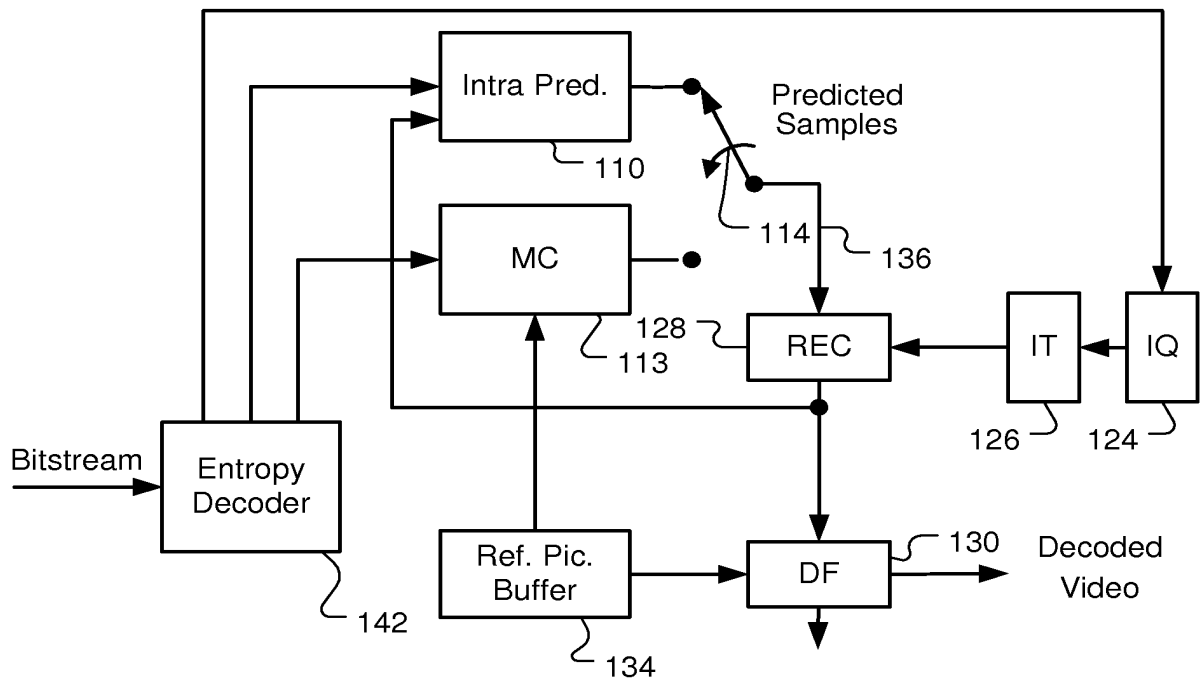 Intra Pred.
Predicted
Samples
110
114
136
MC
128
REC
IT
IQ
113
126
124
Bitstream
Entropy
Decoder
Ref. Pic.
Buffer
DF
130
Decoded
Video
142
134